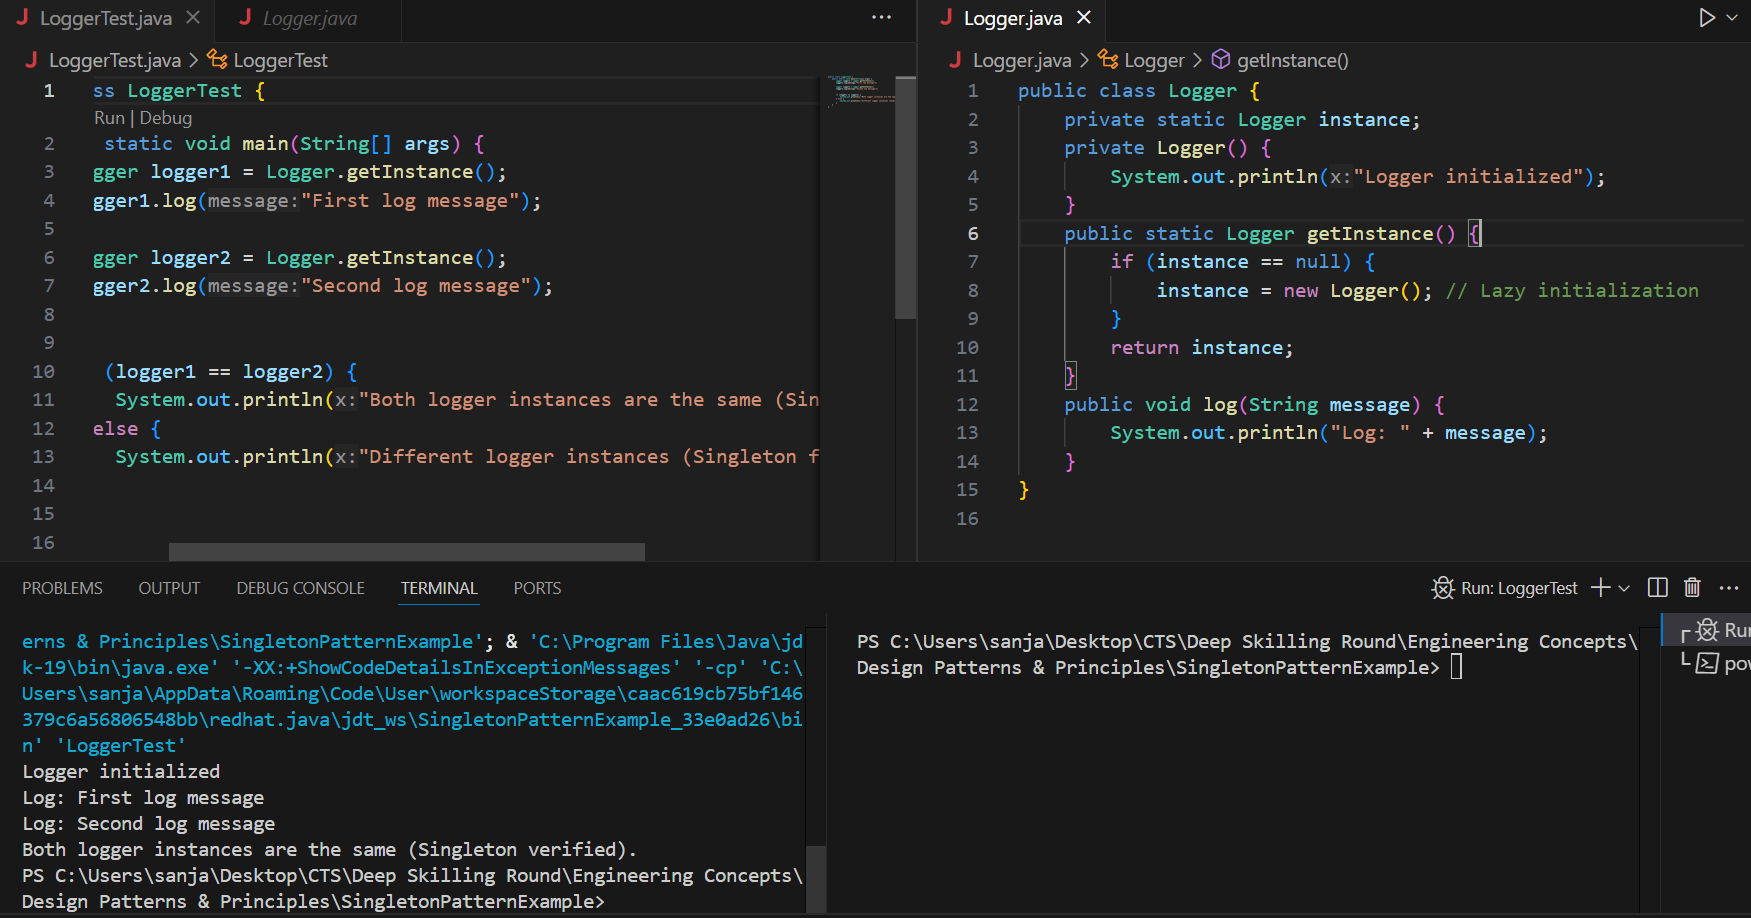 LoggerTest.java
Logger.java
LoggerTest.java > LoggerTest
1 ss LoggerTest {
Run | Debug
2 static void main(String[] args) {
3 gger logger1 = Logger.getInstance();
4 gger1.log(message:"First log message");
5
6 gger logger2 = Logger.getInstance();
7 gger2.log(message:"Second log message");
8
9
10 (logger1 == logger2) {
11 System.out.println(x:"Both logger instances are the same (Sin
12 else {
13 System.out.println(x:"Different logger instances (Singleton f
14
15
16
Logger.java
Logger.java > Logger > getInstance()
1 public class Logger {
2 private static Logger instance;
3 private Logger() {
4 System.out.println(x:"Logger initialized");
5 }
6 public static Logger getInstance() {
7 if (instance == null) {
8 instance = new Logger(); // Lazy initialization
9 }
10 return instance;
11 }
12 public void log(String message) {
13 System.out.println("Log: " + message);
14 }
15 }
16
PROBLEMS OUTPUT DEBUG CONSOLE TERMINAL PORTS
Run: LoggerTest
erns & Principles\SingletonPatternExample'; & 'C:\Program Files\Java\jd
k-19\bin\java.exe' '-XX:+ShowCodeDetailsInExceptionMessages' '-cp' 'C:\
Users\sanja\AppData\Roaming\Code\User\workspaceStorage\caac619cb75bf146
379c6a56806548bb\redhat.java\jdt_ws\SingletonPatternExample_33e0ad26\bi
n' 'LoggerTest'
Logger initialized
Log: First log message
Log: Second log message
Both logger instances are the same (Singleton verified).
PS C:\Users\sanja\Desktop\CTS\Deep Skilling Round\Engineering Concepts\
Design Patterns & Principles\SingletonPatternExample>
PS C:\Users\sanja\Desktop\CTS\Deep Skilling Round\Engineering Concepts\
Design Patterns & Principles\SingletonPatternExample>
Run
pow